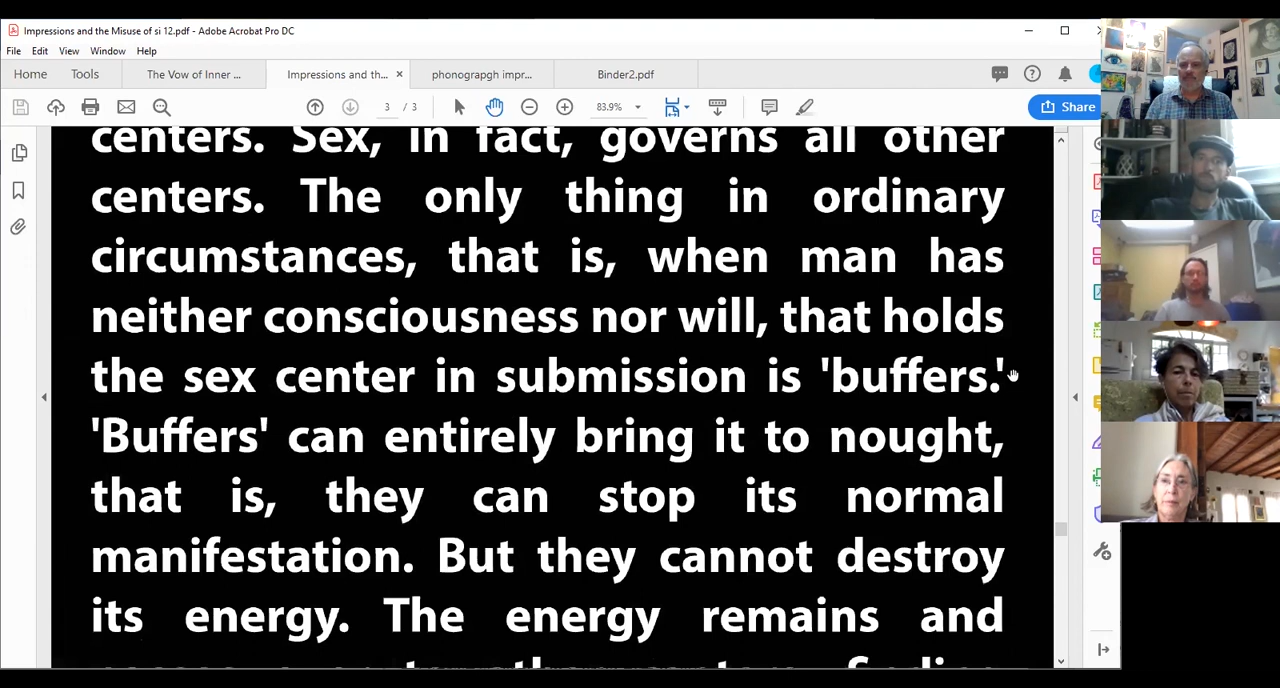 Impressions and the Misuse of si 12.pdf - Adobe Acrobat Pro DC
File Edit View Window Help
Home Tools The Vow of Inner ... Impressions and th... × phonograpgh impr... Binder2.pdf
3 / 3 83.9% Share
centers. Sex, in fact, governs all other
centers. The only thing in ordinary
circumstances, that is, when man has
neither consciousness nor will, that holds
the sex center in submission is 'buffers.'
'Buffers' can entirely bring it to nought,
that is, they can stop its normal
manifestation. But they cannot destroy
its energy. The energy remains and